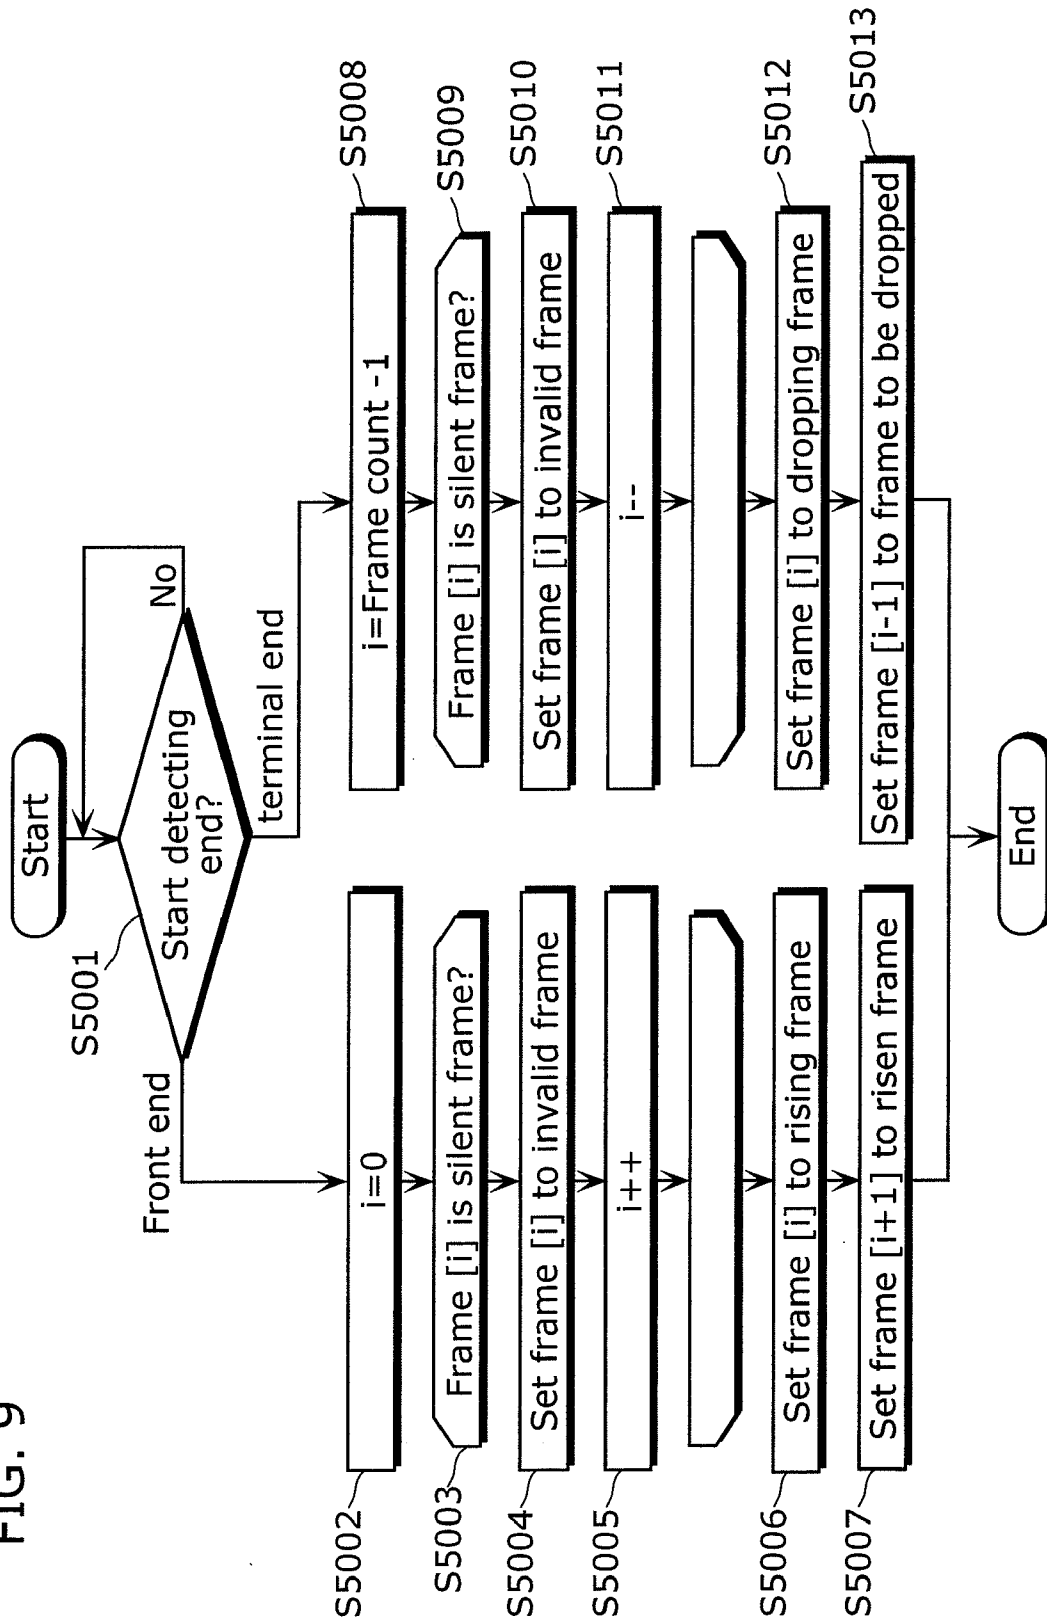 FIG. 9
Start
S5001
Start detecting
end?
No
Front end
terminal end
S5002
i=0
S5003
Frame [i] is silent frame?
S5004
Set frame [i] to invalid frame
S5005
i++
S5006
Set frame [i] to rising frame
S5007
Set frame [i+1] to risen frame
S5008
i=Frame count -1
S5009
Frame [i] is silent frame?
S5010
Set frame [i] to invalid frame
S5011
i--
S5012
Set frame [i] to dropping frame
S5013
Set frame [i-1] to frame to be dropped
End